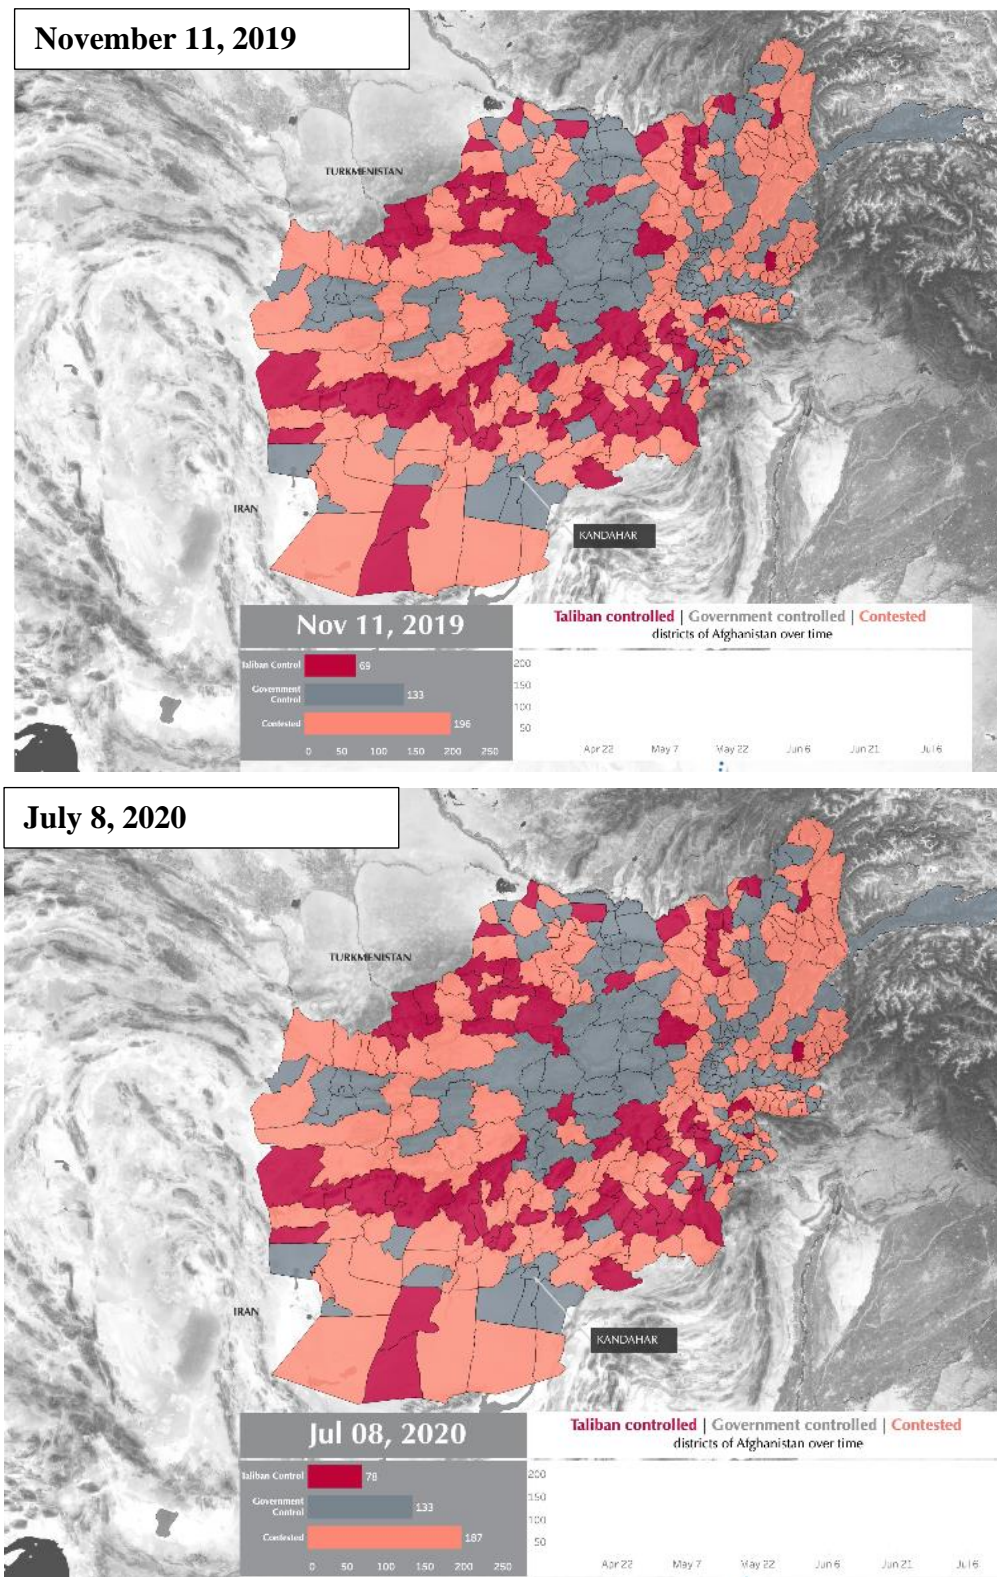 November 11, 2019
TURKMENISTAN
IRAN
KANDAHAR
Nov 11, 2019
Taliban controlled | Government controlled | Contested
districts of Afghanistan over time
Taliban Control
69
Government
Control
133
Contested
196
0 50 100 150 200 250
200
150
100
50
Apr 22 May 7 May 22 Jun 6 Jun 21 Jul 6
July 8, 2020
TURKMENISTAN
IRAN
KANDAHAR
Jul 08, 2020
Taliban controlled | Government controlled | Contested
districts of Afghanistan over time
Taliban Control
78
Government
Control
133
Contested
187
0 50 100 150 200 250
200
150
100
50
Apr 22 May 7 May 22 Jun 6 Jun 21 Jul 6